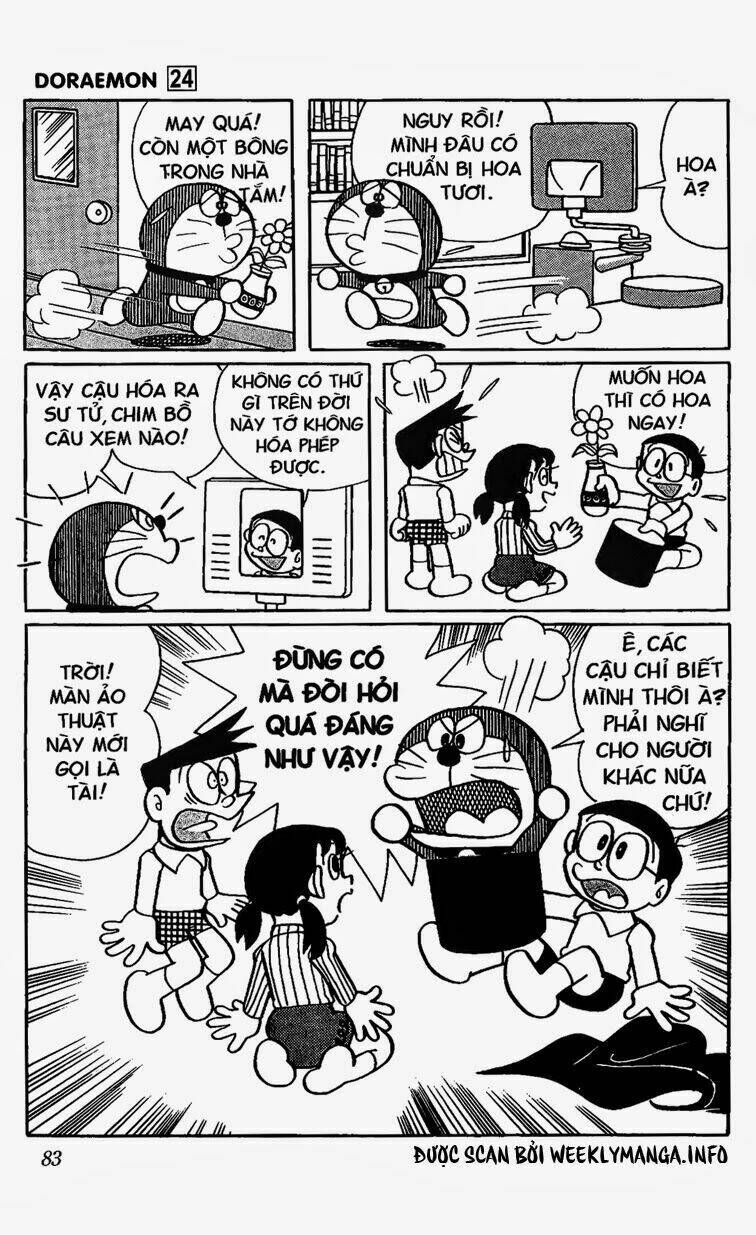 DORAEMON 24
HOA
À?
NGUY RỒI!
MÌNH ĐÂU CÓ
CHUẨN BỊ HOA
TƯƠI.
MAY QUÁ!
CÒN MỘT BÔNG
TRONG NHÀ
TẮM!
MUỐN HOA
THÌ CÓ HOA
NGAY!
KHÔNG CÓ THỨ
GÌ TRÊN ĐỜI
NÀY TỚ KHÔNG
HÓA PHÉP
ĐƯỢC.
VẬY CẬU HÓA RA
SƯ TỬ, CHIM BỒ
CÂU XEM NÀO!
Ê, CÁC
CẬU CHỈ BIẾT
MÌNH THÔI À?
PHẢI NGHĨ
CHO NGƯỜI
KHÁC NỮA
CHỨ!
ĐỪNG CÓ
MÀ ĐÒI HỎI
QUÁ ĐÁNG
NHƯ VẬY!
TRỜI!
MÀN ẢO
THUẬT
NÀY MỚI
GỌI LÀ
TÀI!
83
ĐƯỢC SCAN BỞI WEEKLYMANGA.INFO